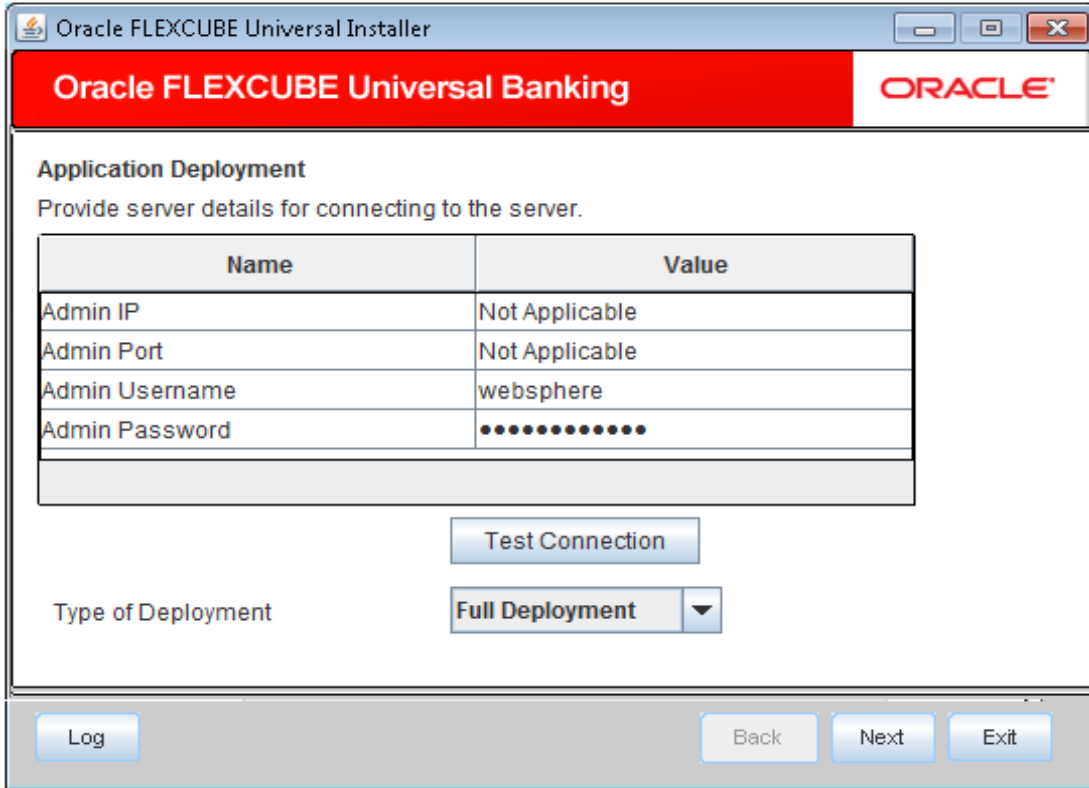 Oracle FLEXCUBE Universal Installer
Oracle FLEXCUBE Universal Banking
ORACLE
Application Deployment
Provide server details for connecting to the server.
Name Value
Admin IP Not Applicable
Admin Port Not Applicable
Admin Username websphere
Admin Password ••••••••••••
Test Connection
Type of Deployment Full Deployment
Log Back Next Exit